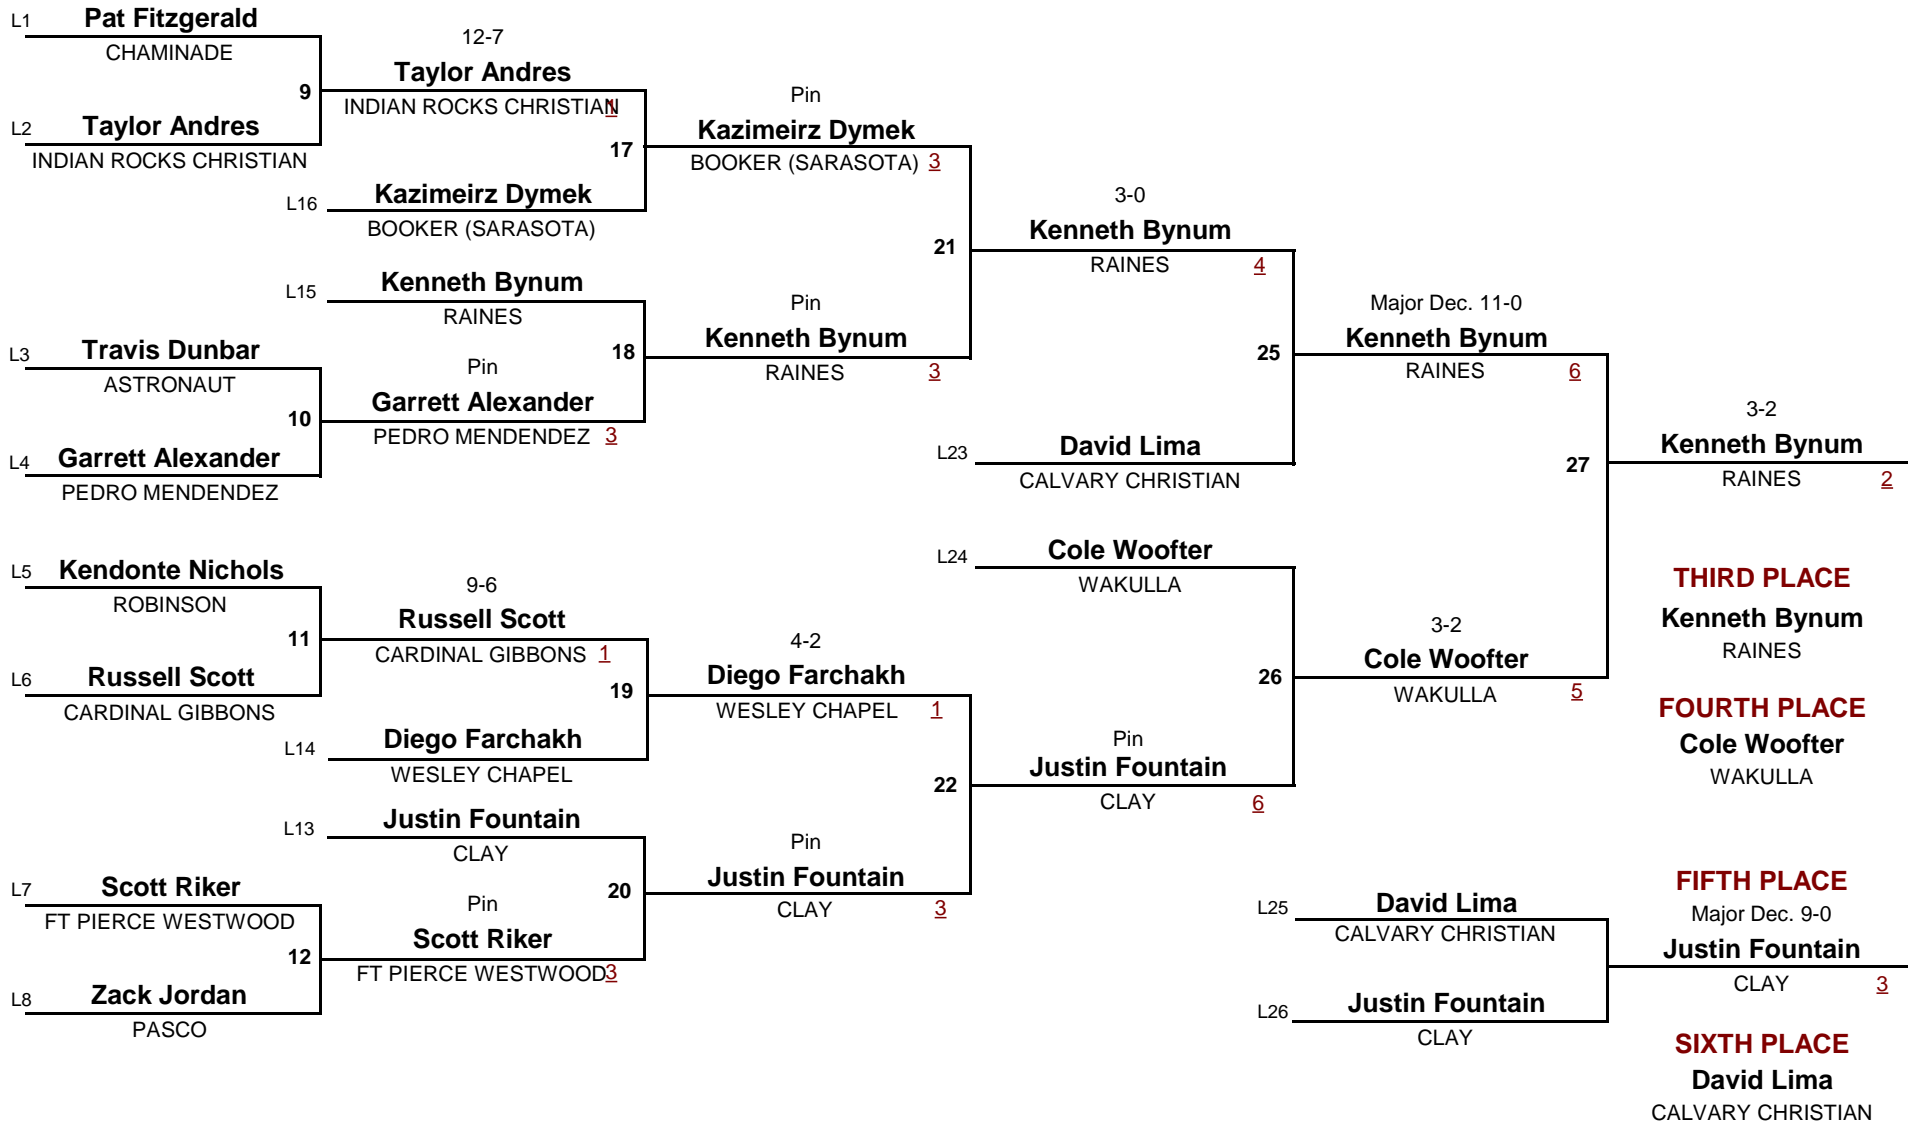 L1 Pat Fitzgerald
CHAMINADE
9
L2 Taylor Andres
INDIAN ROCKS CHRISTIAN
L3 Travis Dunbar
ASTRONAUT
10
L4 Garrett Alexander
PEDRO MENDENDEZ
L5 Kendonte Nichols
ROBINSON
11
L6 Russell Scott
CARDINAL GIBBONS
L7 Scott Riker
FT PIERCE WESTWOOD
12
L8 Zack Jordan
PASCO
12-7
Taylor Andres
INDIAN ROCKS CHRISTIAN 1
17
L16 Kazimeirz Dymek
BOOKER (SARASOTA)
L15 Kenneth Bynum
RAINES
18
Pin
Garrett Alexander
PEDRO MENDENDEZ 3
9-6
Russell Scott
CARDINAL GIBBONS 1
19
L14 Diego Farchakh
WESLEY CHAPEL
L13 Justin Fountain
CLAY
20
Pin
Scott Riker
FT PIERCE WESTWOOD 3
Pin
Kazimeirz Dymek
BOOKER (SARASOTA) 3
21
Pin
Kenneth Bynum
RAINES 3
4-2
Diego Farchakh
WESLEY CHAPEL 1
22
Pin
Justin Fountain
CLAY 3
3-0
Kenneth Bynum
RAINES 4
25
L23 David Lima
CALVARY CHRISTIAN
L24 Cole Woofter
WAKULLA
26
Pin
Justin Fountain
CLAY 6
Major Dec. 11-0
Kenneth Bynum
RAINES 6
27
3-2
Cole Woofter
WAKULLA 5
3-2
Kenneth Bynum
RAINES 2
THIRD PLACE
Kenneth Bynum
RAINES
FOURTH PLACE
Cole Woofter
WAKULLA
L25 David Lima
CALVARY CHRISTIAN
L26 Justin Fountain
CLAY
FIFTH PLACE
Major Dec. 9-0
Justin Fountain
CLAY 3
SIXTH PLACE
David Lima
CALVARY CHRISTIAN